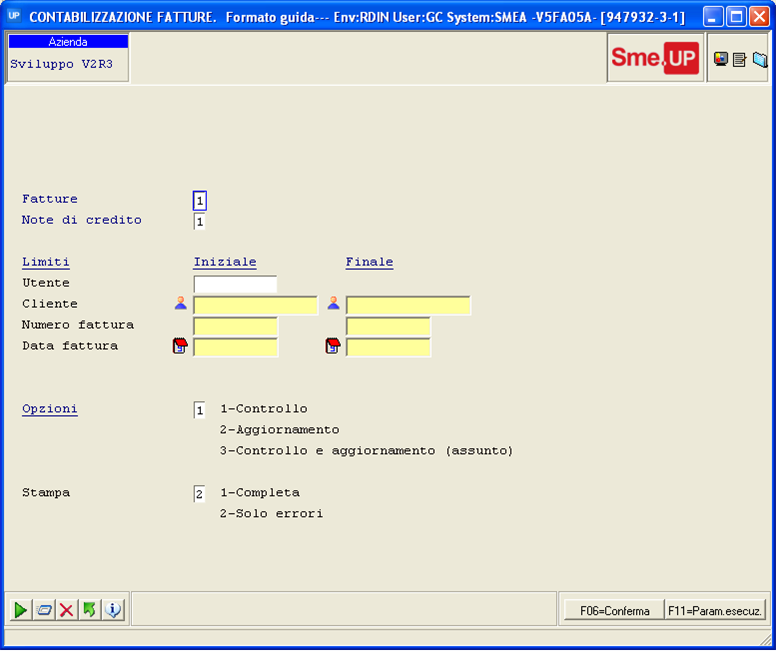 UP CONTABILIZZAZIONE FATTURE. Formato guida--- Env:RDIN User:GC System:SMEA -V5FA05A- [947932-3-1]
Azienda
Sviluppo V2R3
Sme.UP
Fatture 1
Note di credito 1
Limiti Iniziale Finale
Utente
Cliente
Numero fattura
Data fattura
Opzioni 1 1-Controllo
2-Aggiornamento
3-Controllo e aggiornamento (assunto)
Stampa 2 1-Completa
2-Solo errori
F06=Conferma F11=Param.esecuz.